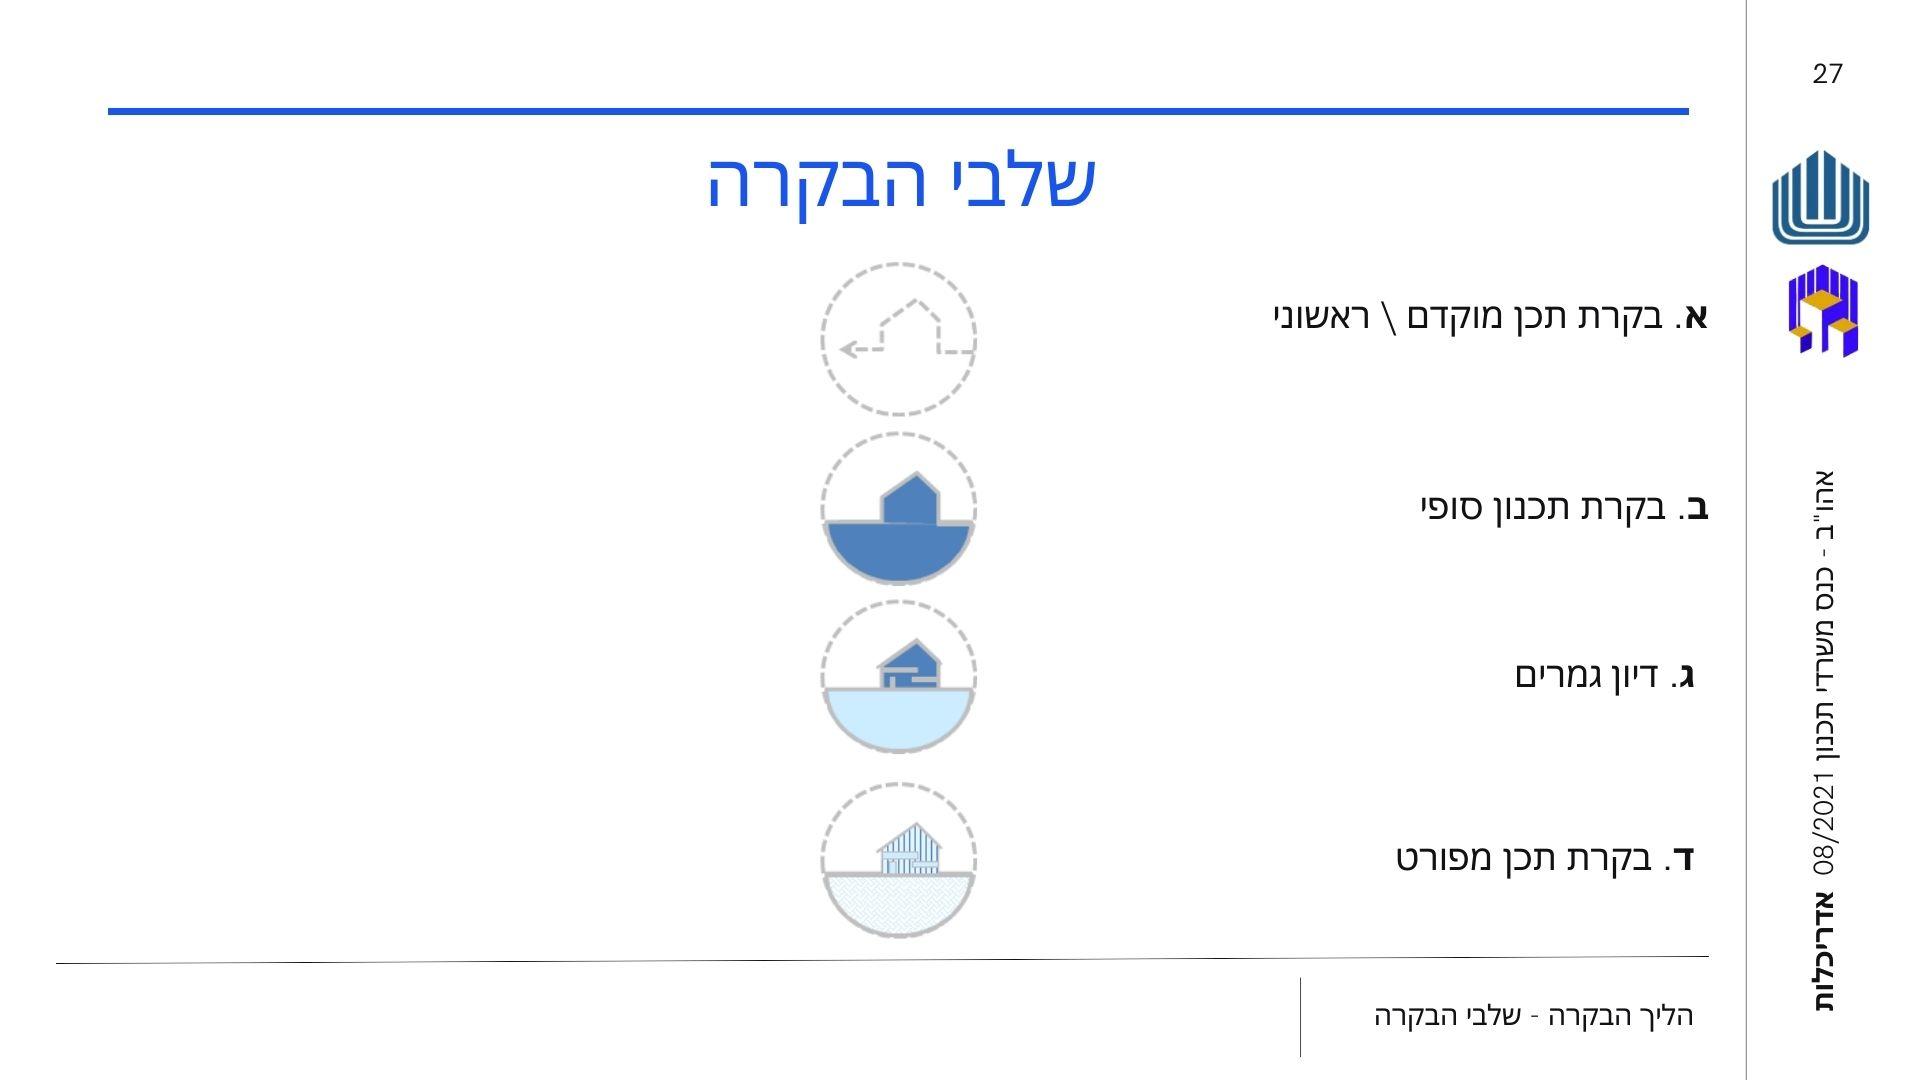 27
שלבי הבקרה
א. בקרת תכן מוקדם \ ראשוני
ב. בקרת תכנון סופי
ג. דיון גמרים
ד. בקרת תכן מפורט
הליך הבקרה - שלבי הבקרה
אדריכלות 08/2021 אהו"ב - כנס משרדי תכנון